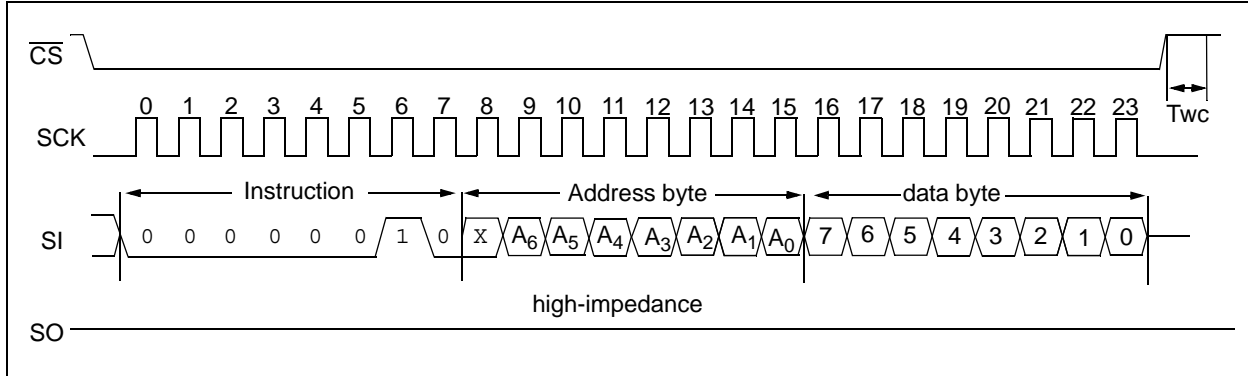 CS
0 1 2 3 4 5 6 7 8 9 10 11 12 13 14 15 16 17 18 19 20 21 22 23
Twc
SCK
Instruction Address byte data byte
SI 0 0 0 0 0 0 1 0 X A6 A5 A4 A3 A2 A1 A0 7 6 5 4 3 2 1 0
high-impedance
SO